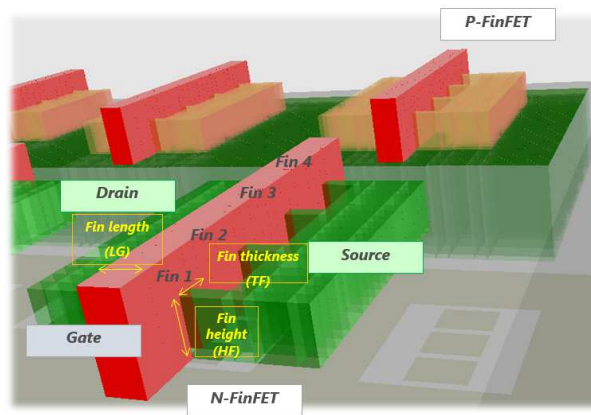 P-FinFET
Fin 4
Drain
Fin 3
Fin length
(LG)
Fin 2
Fin thickness
(TF)
Source
Fin 1
Fin
height
(HF)
Gate
N-FinFET